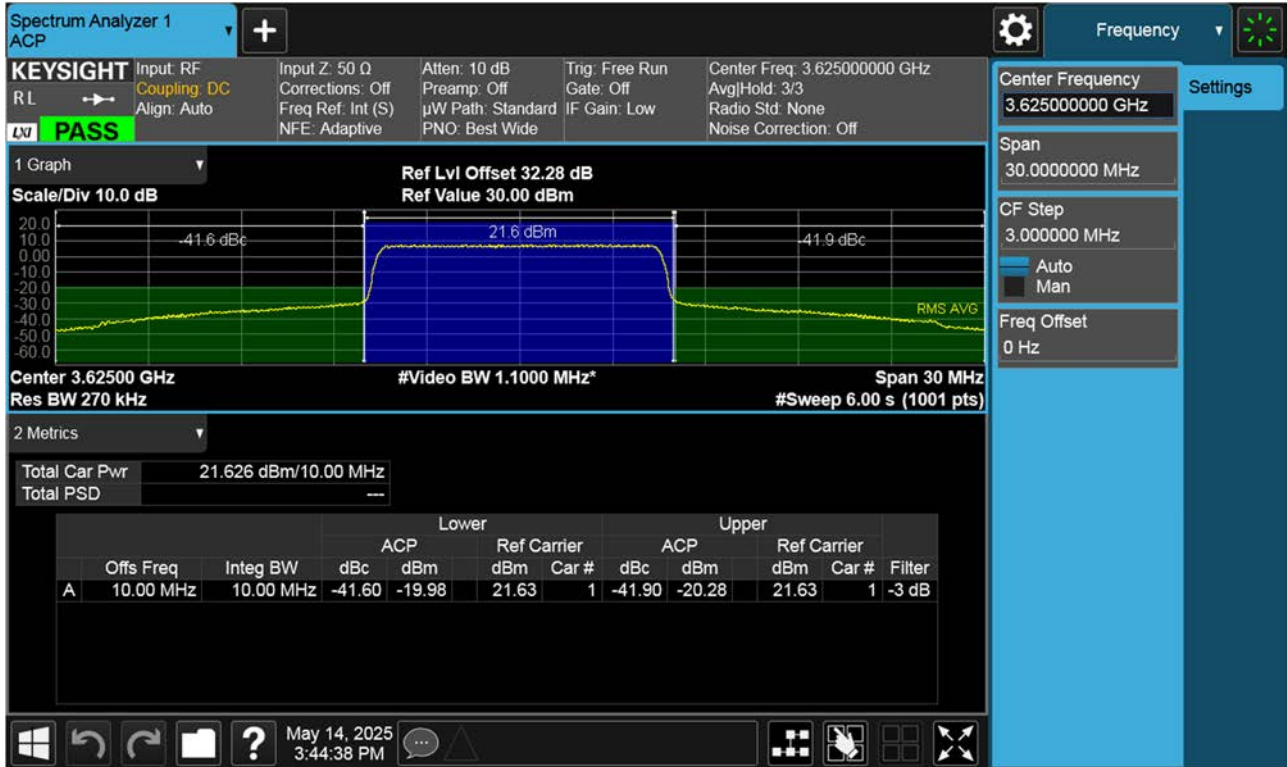 Spectrum Analyzer 1
ACP
Frequency
KEYSIGHT
RL
LXI
PASS
Input: RF
Coupling: DC
Align: Auto
Input Z: 50 Ω
Corrections: Off
Freq Ref: Int (S)
NFE: Adaptive
Atten: 10 dB
Preamp: Off
µW Path: Standard
PNO: Best Wide
Trig: Free Run
Gate: Off
IF Gain: Low
Center Freq: 3.625000000 GHz
Avg|Hold: 3/3
Radio Std: None
Noise Correction: Off
1 Graph
Scale/Div 10.0 dB
Ref Lvl Offset 32.28 dB
Ref Value 30.00 dBm
20.0
10.0
0.00
-10.0
-20.0
-30.0
-40.0
-50.0
-60.0
-41.6 dBc
21.6 dBm
-41.9 dBc
RMS AVG
Center 3.62500 GHz
#Video BW 1.1000 MHz*
Span 30 MHz
Res BW 270 kHz
#Sweep 6.00 s (1001 pts)
2 Metrics
Total Car Pwr 21.626 dBm/10.00 MHz
Total PSD ---
Lower Upper
ACP Ref Carrier ACP Ref Carrier
Offs Freq Integ BW dBc dBm dBm Car # dBc dBm dBm Car # Filter
A 10.00 MHz 10.00 MHz -41.60 -19.98 21.63 1 -41.90 -20.28 21.63 1 -3 dB
Center Frequency
3.625000000 GHz
Span
30.0000000 MHz
CF Step
3.000000 MHz
Auto
Man
Freq Offset
0 Hz
Settings
?
May 14, 2025
3:44:38 PM